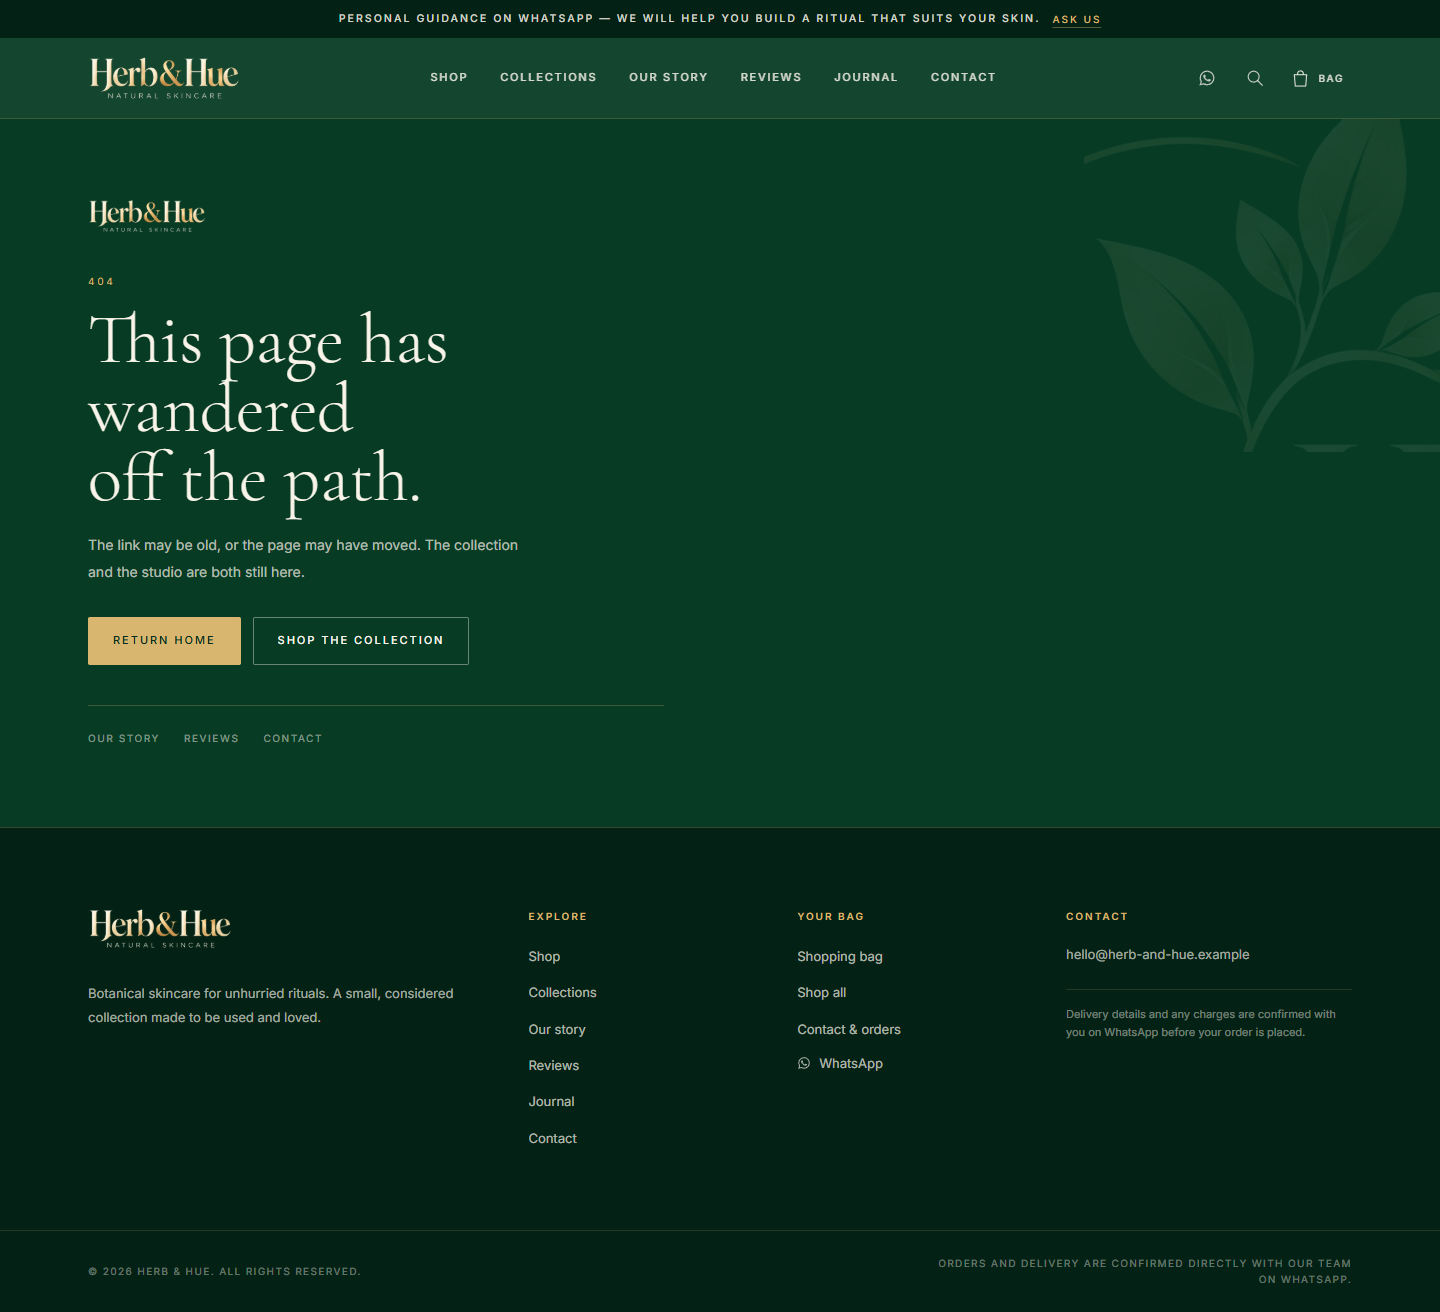 PERSONAL GUIDANCE ON WHATSAPP — WE WILL HELP YOU BUILD A RITUAL THAT SUITS YOUR SKIN. ASK US
Herb&Hue
NATURAL SKINCARE
SHOP COLLECTIONS OUR STORY REVIEWS JOURNAL CONTACT
BAG
Herb&Hue
NATURAL SKINCARE
404
This page has
wandered
off the path.
The link may be old, or the page may have moved. The collection
and the studio are both still here.
RETURN HOME SHOP THE COLLECTION
OUR STORY REVIEWS CONTACT
Herb&Hue
NATURAL SKINCARE
Botanical skincare for unhurried rituals. A small, considered
collection made to be used and loved.
EXPLORE
Shop
Collections
Our story
Reviews
Journal
Contact
YOUR BAG
Shopping bag
Shop all
Contact & orders
WhatsApp
CONTACT
hello@herb-and-hue.example
Delivery details and any charges are confirmed with
you on WhatsApp before your order is placed.
© 2026 HERB & HUE. ALL RIGHTS RESERVED.
ORDERS AND DELIVERY ARE CONFIRMED DIRECTLY WITH OUR TEAM
ON WHATSAPP.